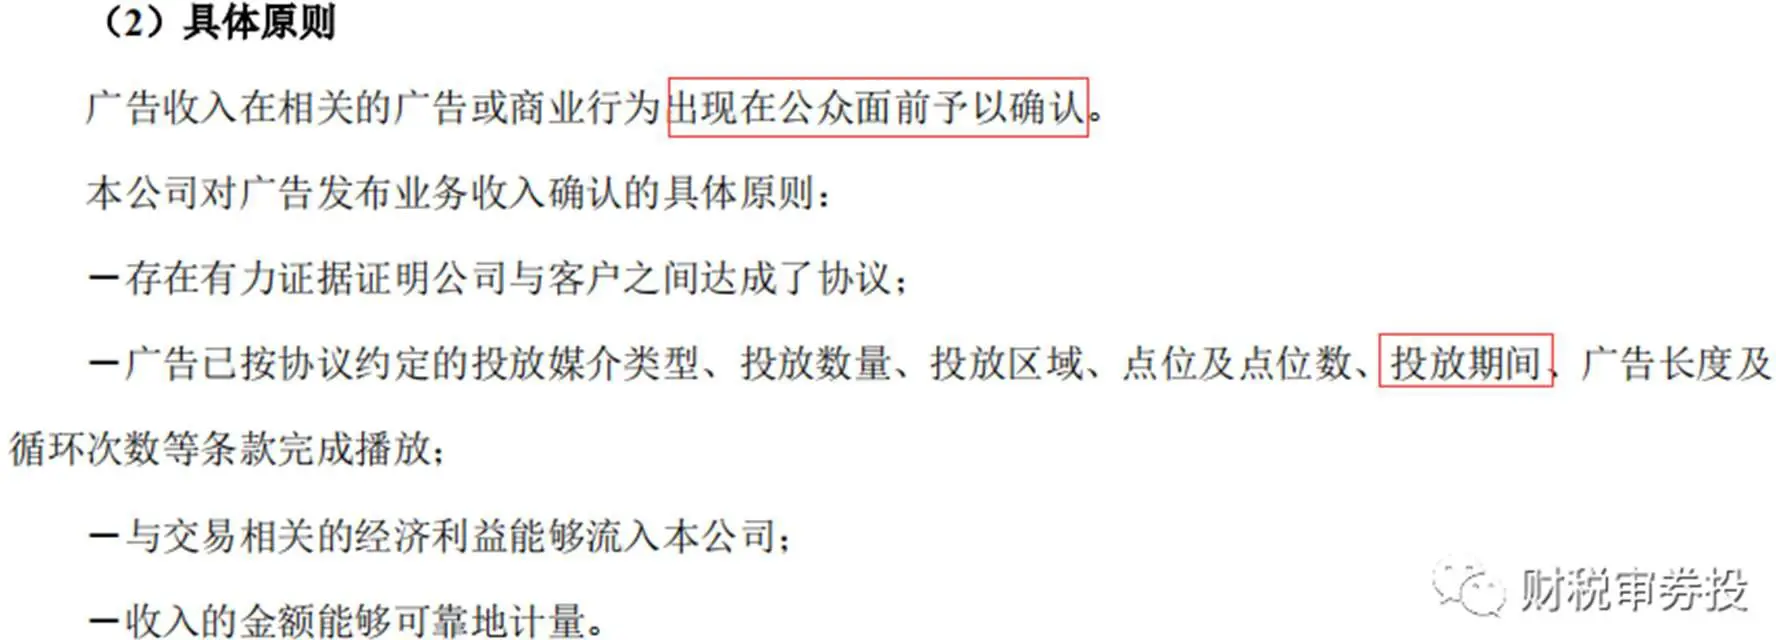 （2）具体原则
广告收入在相关的广告或商业行为出现在公众面前予以确认。
本公司对广告发布业务收入确认的具体原则：
－存在有力证据证明公司与客户之间达成了协议；
－广告已按协议约定的投放媒介类型、投放数量、投放区域、点位及点位数、投放期间、广告长度及
循环次数等条款完成播放；
－与交易相关的经济利益能够流入本公司；
－收入的金额能够可靠地计量。
财税审券投